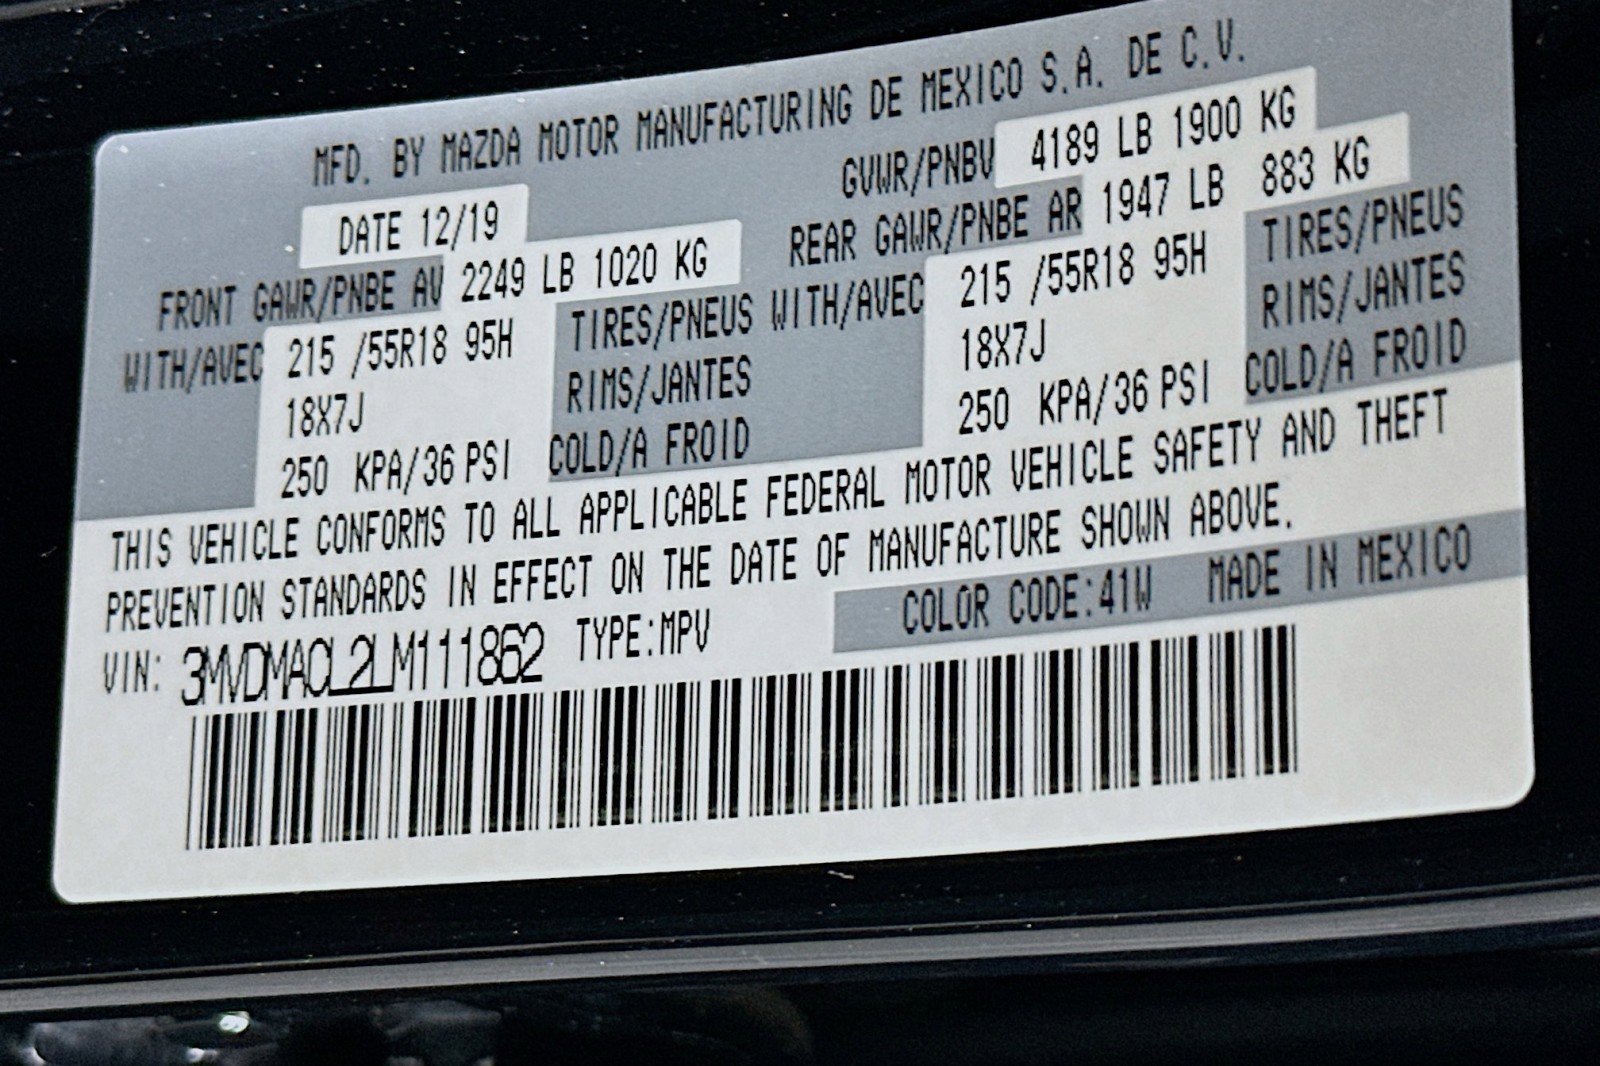 MFD. BY MAZDA MOTOR MANUFACTURING DE MEXICO S.A. DE C.V.
DATE 12/19 GVWR/PNBV 4189 LB 1900 KG
FRONT GAWR/PNBE AV 2249 LB 1020 KG REAR GAWR/PNBE AR 1947 LB 883 KG
WITH/AVEC 215 /55R18 95H TIRES/PNEUS WITH/AVEC 215 /55R18 95H TIRES/PNEUS
18X7J RIMS/JANTES 18X7J RIMS/JANTES
250 KPA/36 PSI COLD/A FROID 250 KPA/36 PSI COLD/A FROID
THIS VEHICLE CONFORMS TO ALL APPLICABLE FEDERAL MOTOR VEHICLE SAFETY AND THEFT
PREVENTION STANDARDS IN EFFECT ON THE DATE OF MANUFACTURE SHOWN ABOVE.
VIN: 3MVDMACL2LM111862 TYPE:MPV COLOR CODE:41W MADE IN MEXICO